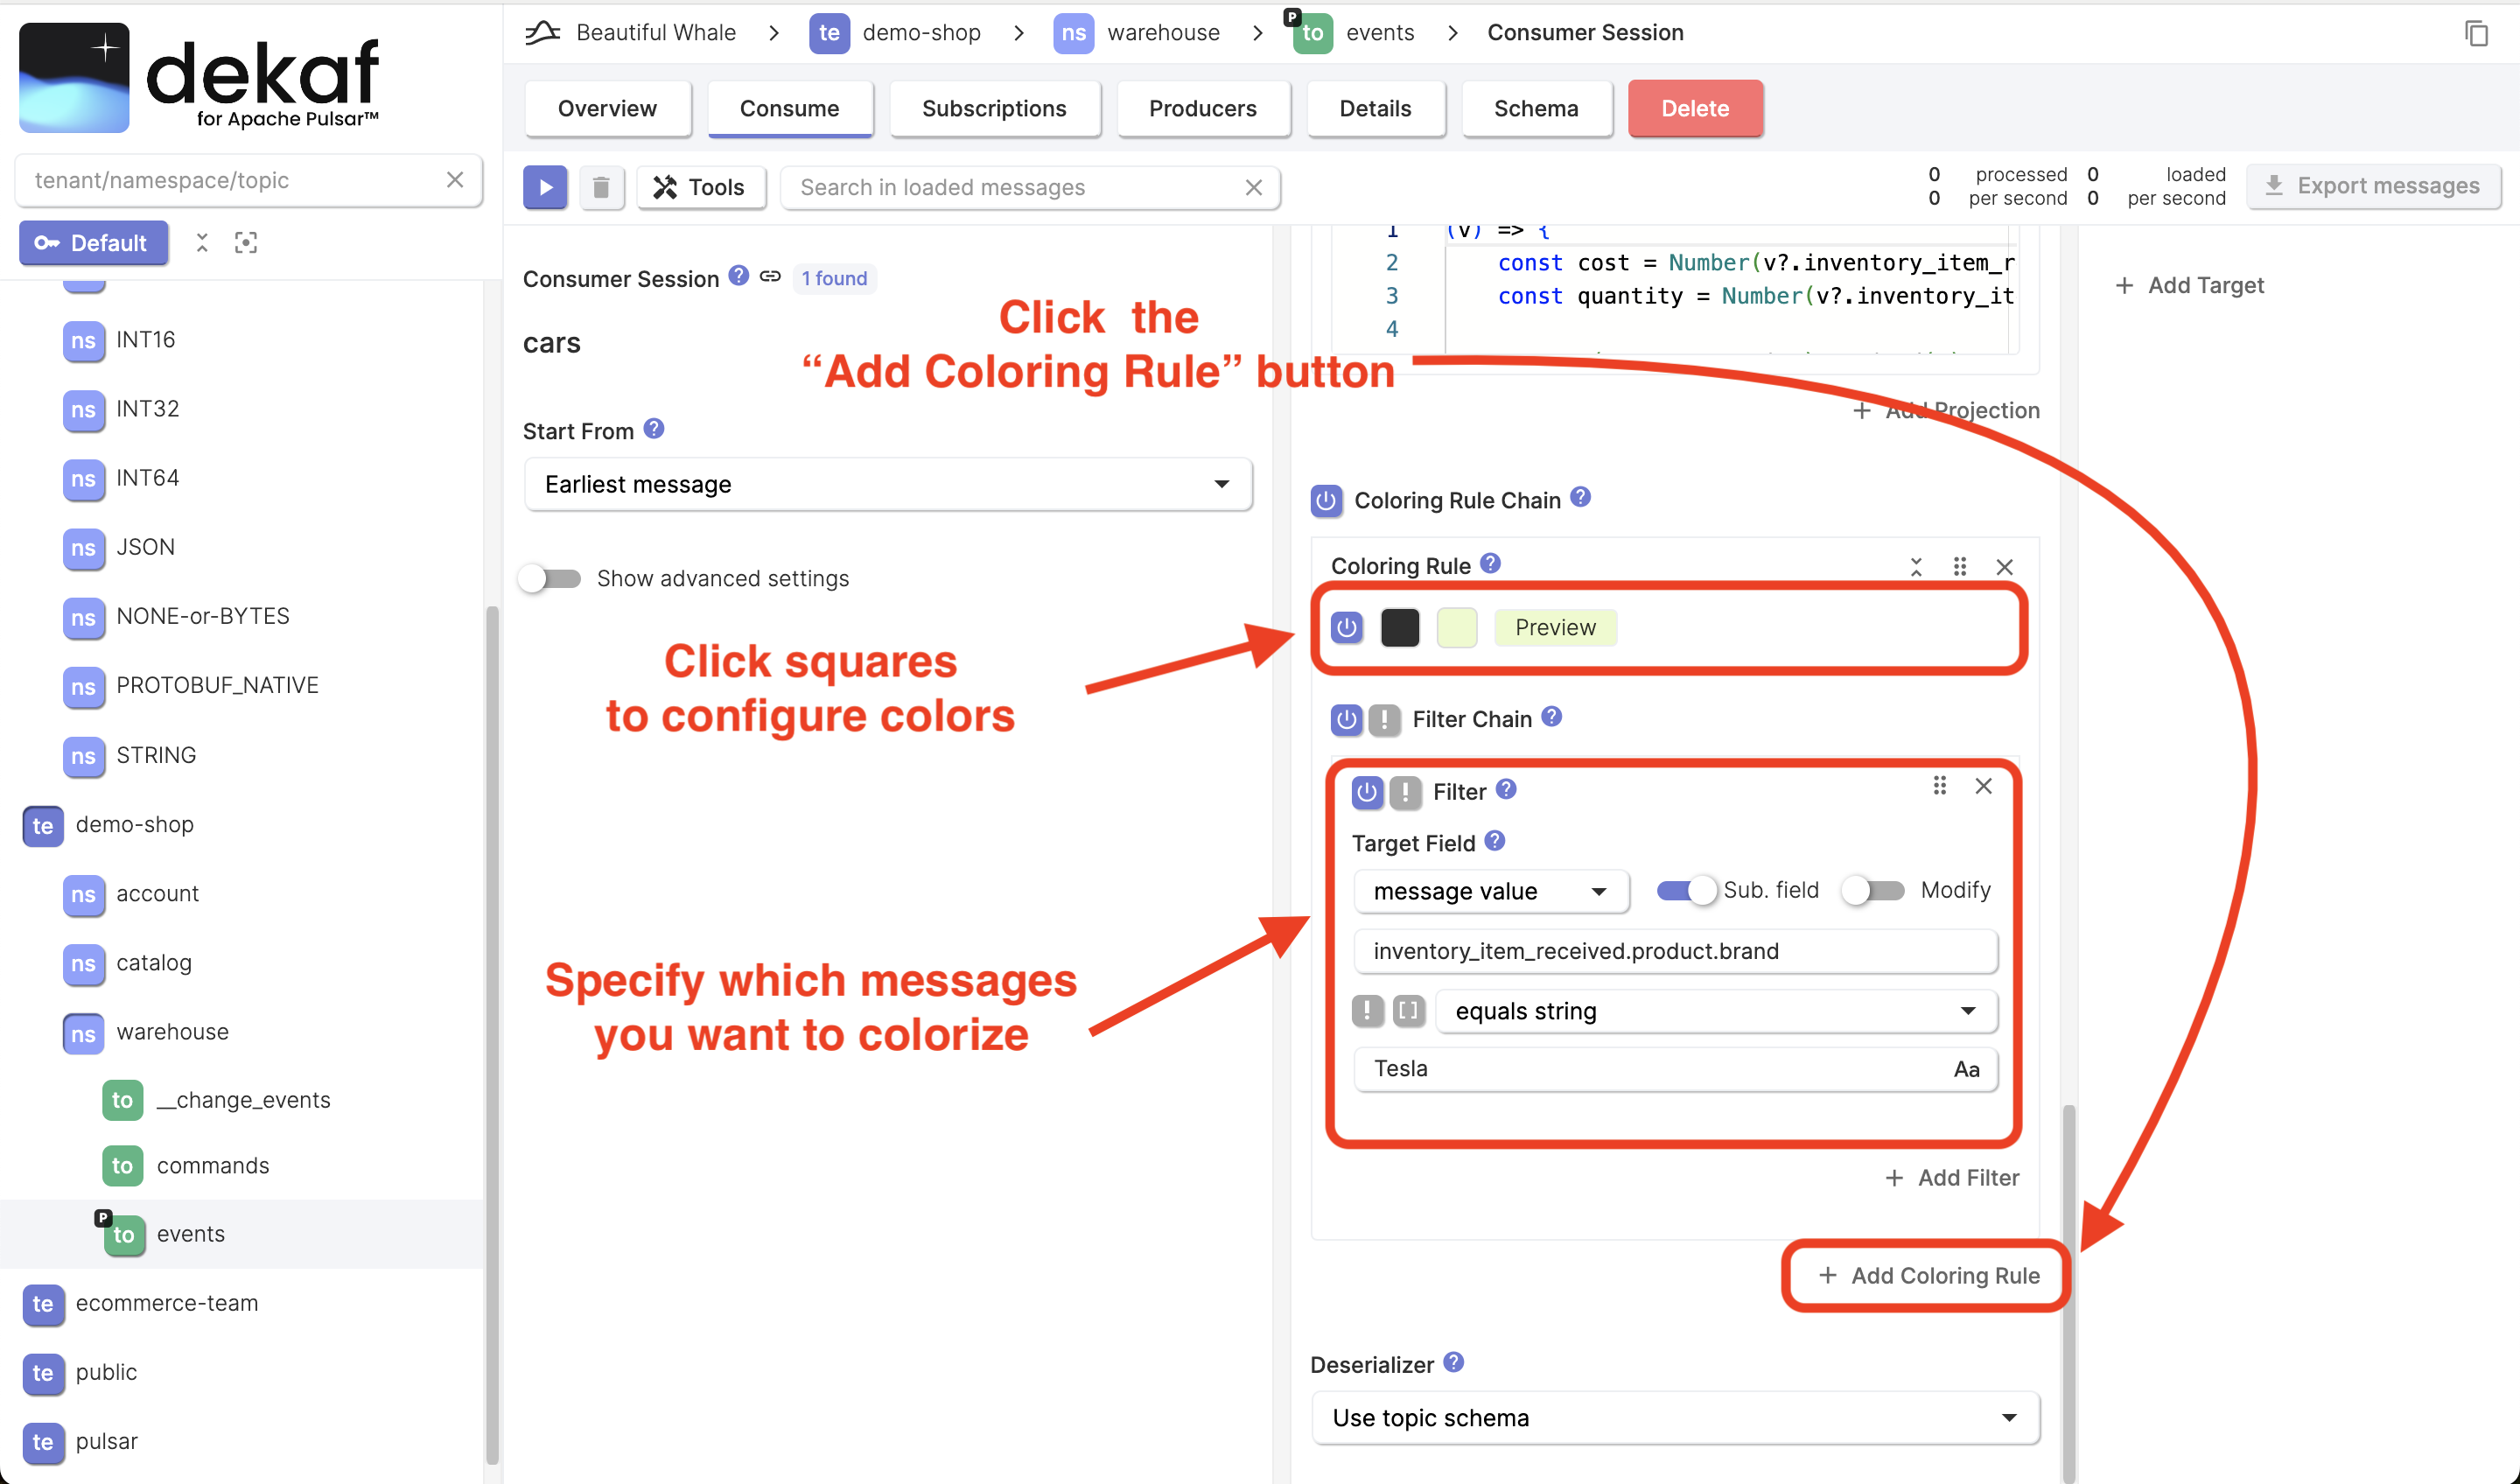 dekaf
for Apache Pulsar™
tenant/namespace/topic
Default
ns INT16
ns INT32
ns INT64
ns JSON
ns NONE-or-BYTES
ns PROTOBUF_NATIVE
ns STRING
te demo-shop
ns account
ns catalog
ns warehouse
to __change_events
to commands
P
to events
te ecommerce-team
te public
te pulsar
Beautiful Whale > te demo-shop > ns warehouse > P to events > Consumer Session
Overview Consume Subscriptions Producers Details Schema Delete
Tools Search in loaded messages
0 processed 0 loaded
0 per second 0 per second
Export messages
Consumer Session ? 1 found
cars
Start From ?
Earliest message
Show advanced settings
Click the
“Add Coloring Rule” button
Click squares
to configure colors
Specify which messages
you want to colorize
1 (v) => {
2 const cost = Number(v?.inventory_item_r
3 const quantity = Number(v?.inventory_it
4
+ Add Projection
Coloring Rule Chain ?
Coloring Rule ?
Preview
! Filter Chain ?
! Filter ?
Target Field ?
message value Sub. field Modify
inventory_item_received.product.brand
! [] equals string
Tesla Aa
+ Add Filter
+ Add Coloring Rule
Deserializer ?
Use topic schema
+ Add Target